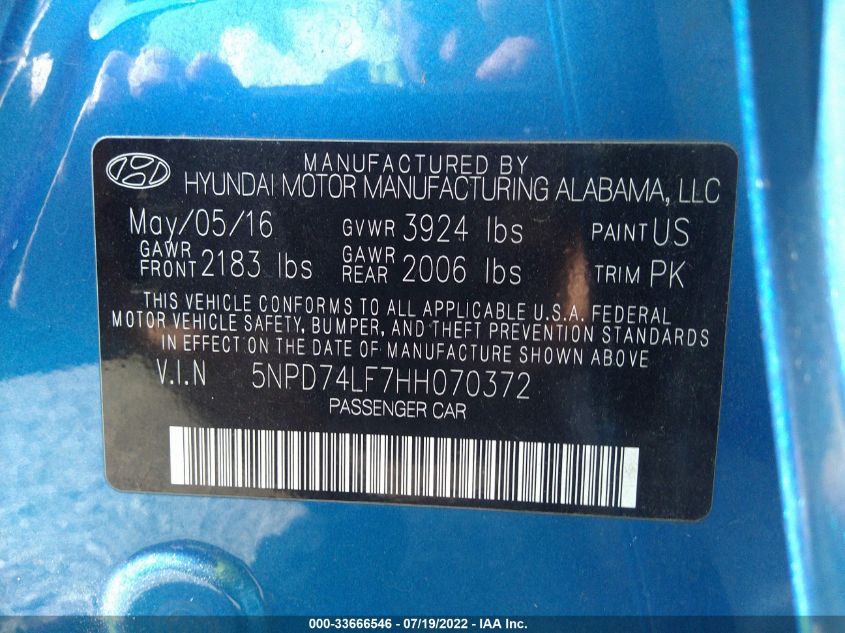 MANUFACTURED BY
HYUNDAI MOTOR MANUFACTURING ALABAMA, LLC
May/05/16 GVWR 3924 lbs PAINT US
GAWR FRONT 2183 lbs GAWR REAR 2006 lbs TRIM PK
THIS VEHICLE CONFORMS TO ALL APPLICABLE U.S.A. FEDERAL
MOTOR VEHICLE SAFETY, BUMPER, AND THEFT PREVENTION STANDARDS
IN EFFECT ON THE DATE OF MANUFACTURE SHOWN ABOVE
V.I.N 5NPD74LF7HH070372
PASSENGER CAR
000-33666546 - 07/19/2022 - IAA Inc.